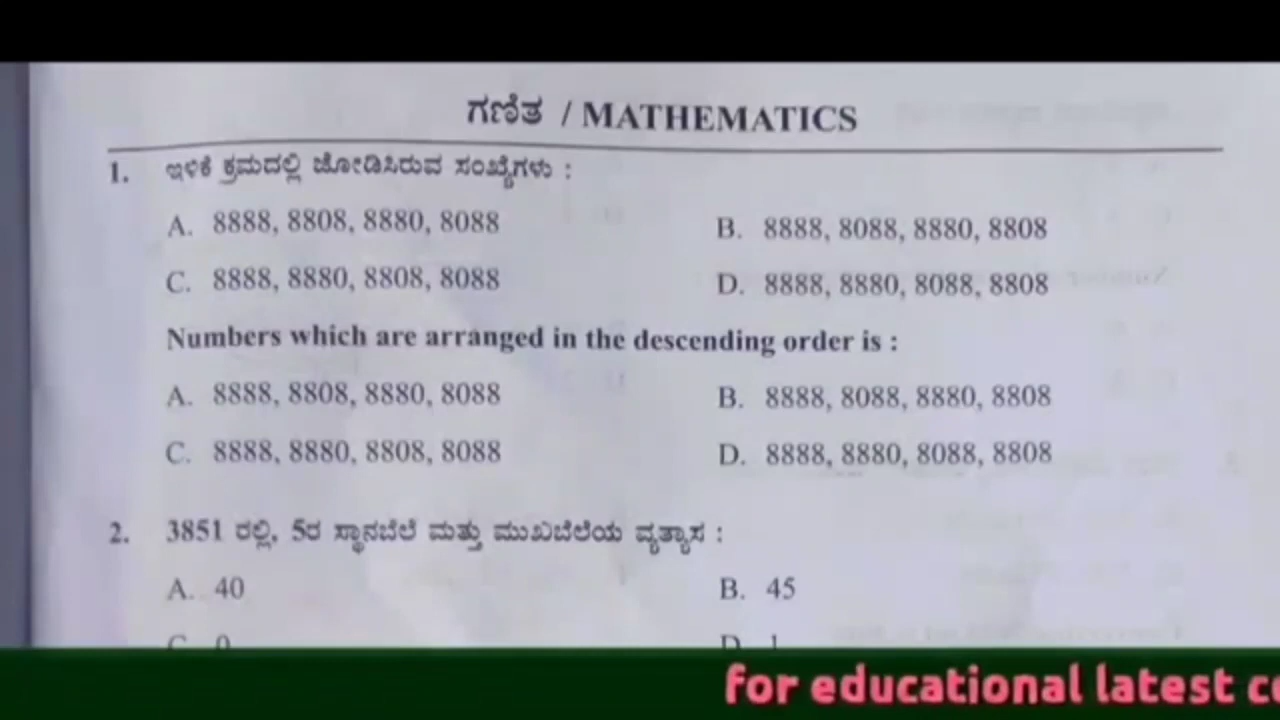 ಗಣಿತ / MATHEMATICS
1. ಇಳಿಕೆ ಕ್ರಮದಲ್ಲಿ ಜೋಡಿಸಿರುವ ಸಂಖ್ಯೆಗಳು :
A. 8888, 8808, 8880, 8088 B. 8888, 8088, 8880, 8808
C. 8888, 8880, 8808, 8088 D. 8888, 8880, 8088, 8808
Numbers which are arranged in the descending order is :
A. 8888, 8808, 8880, 8088 B. 8888, 8088, 8880, 8808
C. 8888, 8880, 8808, 8088 D. 8888, 8880, 8088, 8808
2. 3851 ರಲ್ಲಿ, 5ರ ಸ್ಥಾನಬೆಲೆ ಮತ್ತು ಮುಖಬೆಲೆಯ ವ್ಯತ್ಯಾಸ :
A. 40 B. 45
C. 0 D. 1
for educational latest